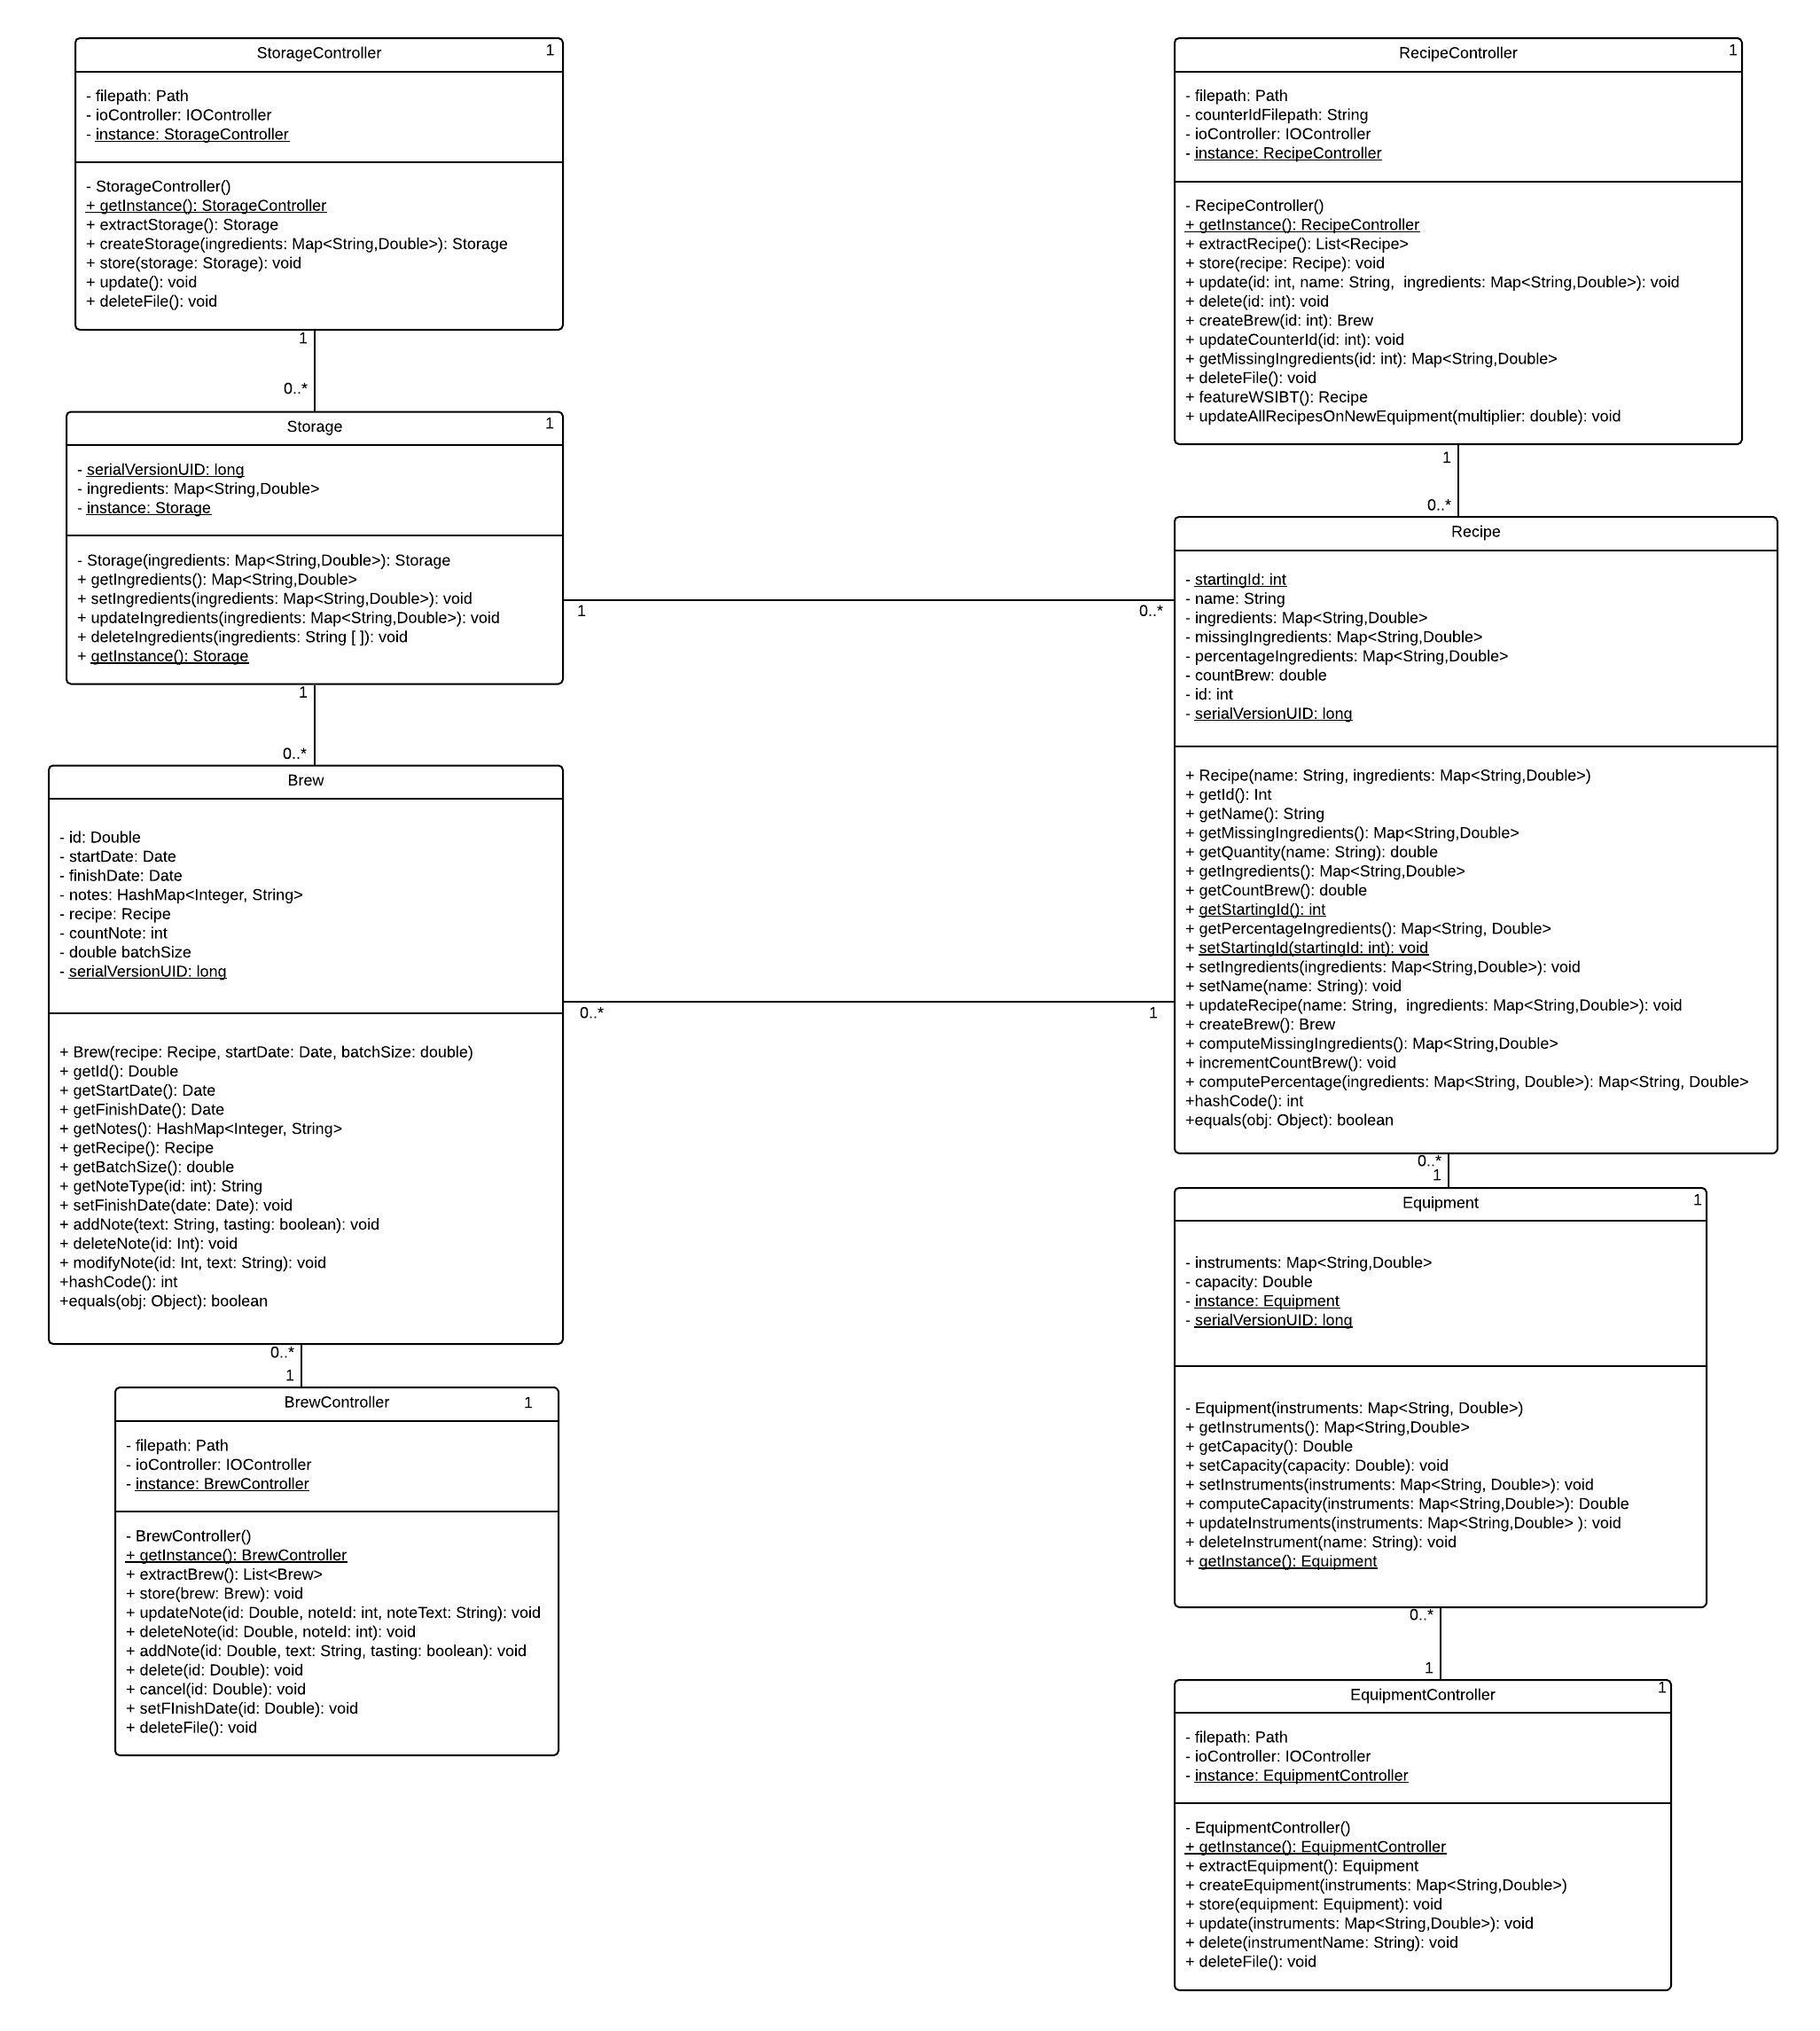 StorageController
1
- filepath: Path
- ioController: IOController
- instance: StorageController
- StorageController()
+ getInstance(): StorageController
+ extractStorage(): Storage
+ createStorage(ingredients: Map<String,Double>): Storage
+ store(storage: Storage): void
+ update(): void
+ deleteFile(): void
1
0..*
Storage
1
- serialVersionUID: long
- ingredients: Map<String,Double>
- instance: Storage
- Storage(ingredients: Map<String,Double>): Storage
+ getIngredients(): Map<String,Double>
+ setIngredients(ingredients: Map<String,Double>): void
+ updateIngredients(ingredients: Map<String,Double>): void
+ deleteIngredients(ingredients: String [ ]): void
+ getInstance(): Storage
1
0..*
1
0..*
Brew
- id: Double
- startDate: Date
- finishDate: Date
- notes: HashMap<Integer, String>
- recipe: Recipe
- countNote: int
- double batchSize
- serialVersionUID: long
+ Brew(recipe: Recipe, startDate: Date, batchSize: double)
+ getId(): Double
+ getStartDate(): Date
+ getFinishDate(): Date
+ getNotes(): HashMap<Integer, String>
+ getRecipe(): Recipe
+ getBatchSize(): double
+ getNoteType(id: int): String
+ setFinishDate(date: Date): void
+ addNote(text: String, tasting: boolean): void
+ deleteNote(id: Int): void
+ modifyNote(id: Int, text: String): void
+hashCode(): int
+equals(obj: Object): boolean
0..*
1
0..*
1
BrewController
1
- filepath: Path
- ioController: IOController
- instance: BrewController
- BrewController()
+ getInstance(): BrewController
+ extractBrew(): List<Brew>
+ store(brew: Brew): void
+ updateNote(id: Double, noteId: int, noteText: String): void
+ deleteNote(id: Double, noteId: int): void
+ addNote(id: Double, text: String, tasting: boolean): void
+ delete(id: Double): void
+ cancel(id: Double): void
+ setFInishDate(id: Double): void
+ deleteFile(): void
RecipeController
1
- filepath: Path
- counterIdFilepath: String
- ioController: IOController
- instance: RecipeController
- RecipeController()
+ getInstance(): RecipeController
+ extractRecipe(): List<Recipe>
+ store(recipe: Recipe): void
+ update(id: int, name: String,  ingredients: Map<String,Double>): void
+ delete(id: int): void
+ createBrew(id: int): Brew
+ updateCounterId(id: int): void
+ getMissingIngredients(id: int): Map<String,Double>
+ deleteFile(): void
+ featureWSIBT(): Recipe
+ updateAllRecipesOnNewEquipment(multiplier: double): void
1
0..*
Recipe
- startingId: int
- name: String
- ingredients: Map<String,Double>
- missingIngredients: Map<String,Double>
- percentageIngredients: Map<String,Double>
- countBrew: double
- id: int
- serialVersionUID: long
+ Recipe(name: String, ingredients: Map<String,Double>)
+ getId(): Int
+ getName(): String
+ getMissingIngredients(): Map<String,Double>
+ getQuantity(name: String): double
+ getIngredients(): Map<String,Double>
+ getCountBrew(): double
+ getStartingId(): int
+ getPercentageIngredients(): Map<String, Double>
+ setStartingId(startingId: int): void
+ setIngredients(ingredients: Map<String,Double>): void
+ setName(name: String): void
+ updateRecipe(name: String,  ingredients: Map<String,Double>): void
+ createBrew(): Brew
+ computeMissingIngredients(): Map<String,Double>
+ incrementCountBrew(): void
+ computePercentage(ingredients: Map<String, Double>): Map<String, Double>
+hashCode(): int
+equals(obj: Object): boolean
0..*
1
Equipment
1
- instruments: Map<String,Double>
- capacity: Double
- instance: Equipment
- serialVersionUID: long
- Equipment(instruments: Map<String, Double>)
+ getInstruments(): Map<String,Double>
+ getCapacity(): Double
+ setCapacity(capacity: Double): void
+ setInstruments(instruments: Map<String, Double>): void
+ computeCapacity(instruments: Map<String,Double>): Double
+ updateInstruments(instruments: Map<String,Double> ): void
+ deleteInstrument(name: String): void
+ getInstance(): Equipment
0..*
1
EquipmentController
1
- filepath: Path
- ioController: IOController
- instance: EquipmentController
- EquipmentController()
+ getInstance(): EquipmentController
+ extractEquipment(): Equipment
+ createEquipment(instruments: Map<String,Double>)
+ store(equipment: Equipment): void
+ update(instruments: Map<String,Double>): void
+ delete(instrumentName: String): void
+ deleteFile(): void